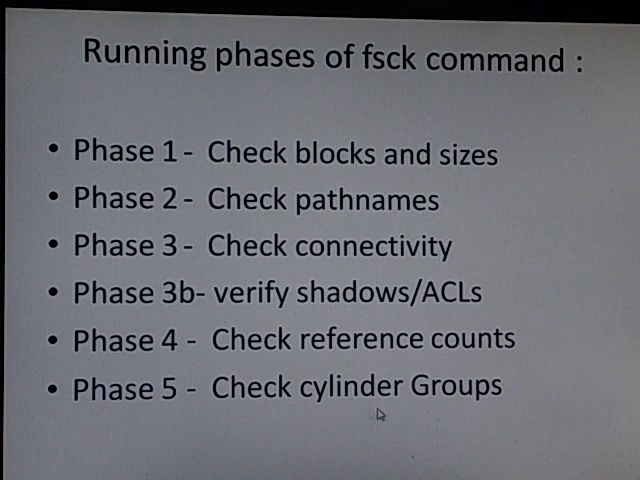 Running phases of fsck command :
• Phase 1 - Check blocks and sizes
• Phase 2 - Check pathnames
• Phase 3 - Check connectivity
• Phase 3b- verify shadows/ACLs
• Phase 4 - Check reference counts
• Phase 5 - Check cylinder Groups